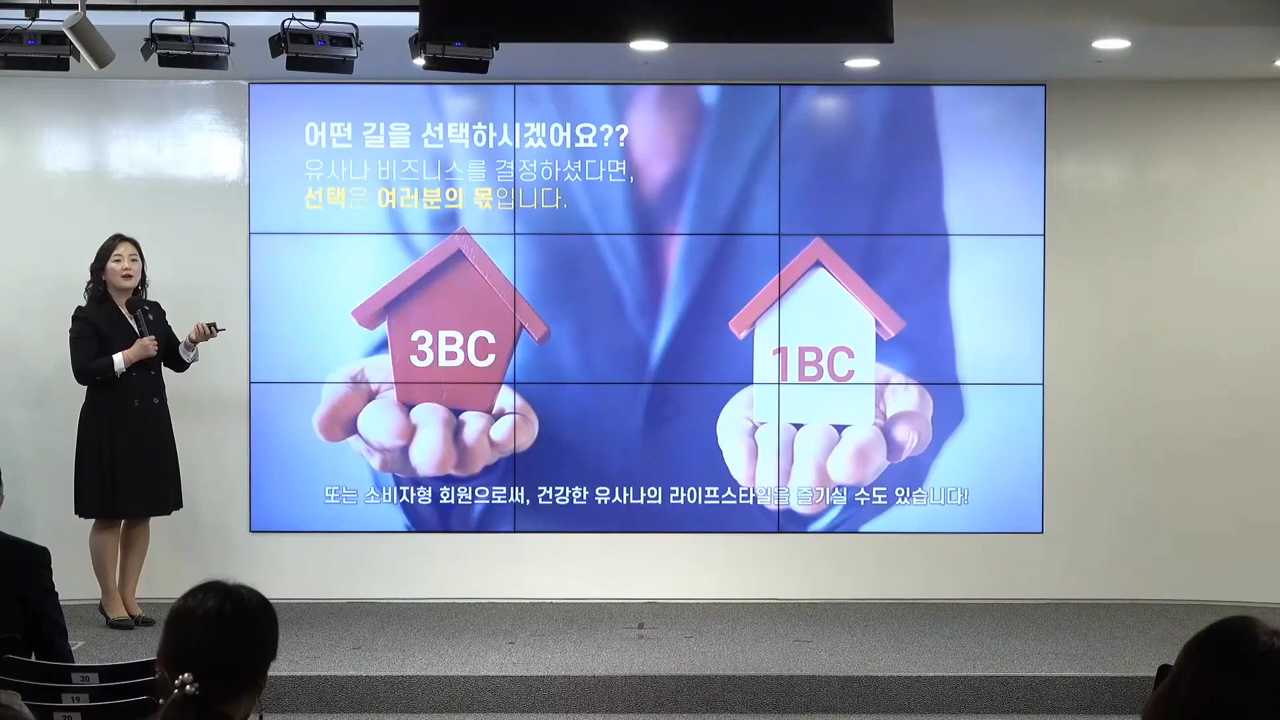 어떤 길을 선택하시겠어요??
유사나 비즈니스를 결정하셨다면,
선택은 여러분의 몫입니다.
3BC
1BC
또는 소비자형 회원으로써, 건강한 유사나의 라이프스타일을 즐기실 수도 있습니다!
30
19
20